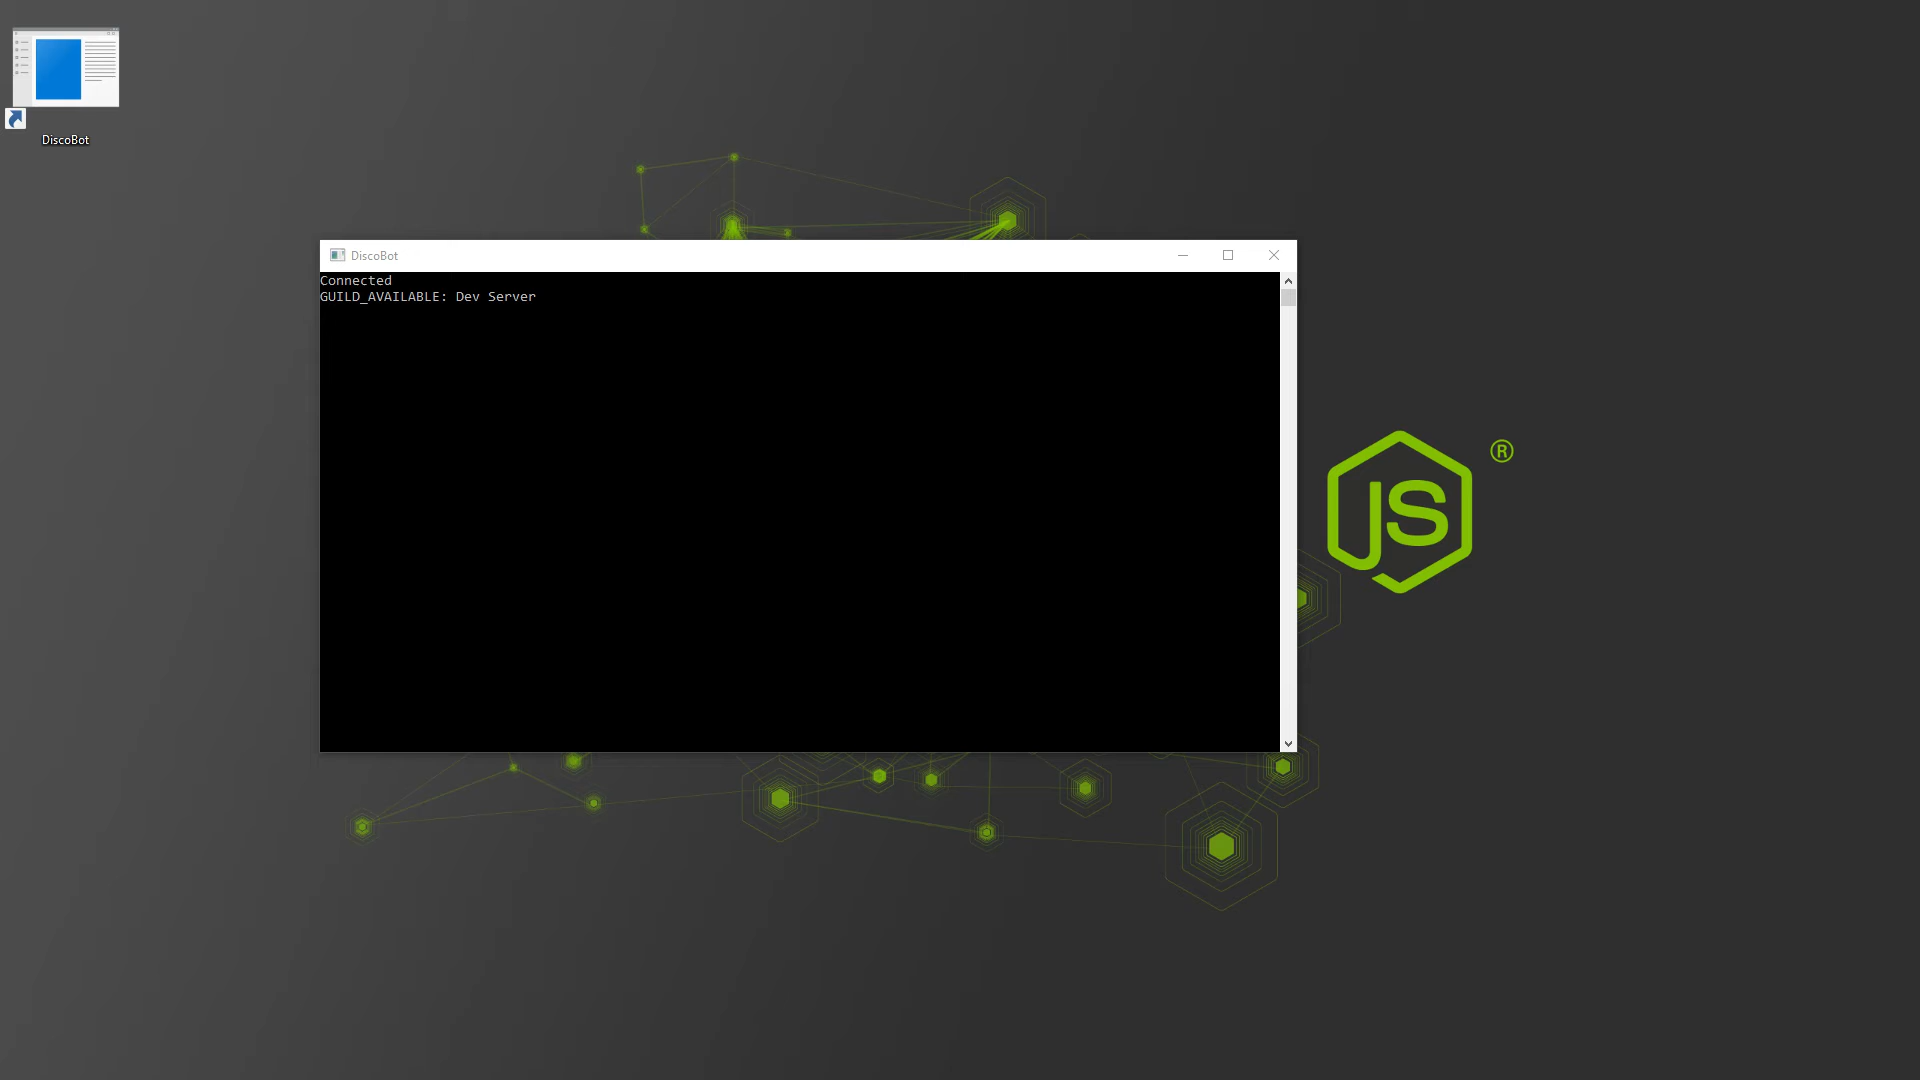 DiscoBot
DiscoBot
Connected
GUILD_AVAILABLE: Dev Server
JS ®